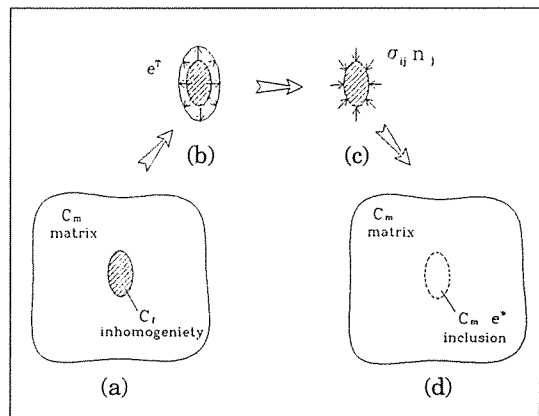 e^T
σ_ij n_j
(b)
(c)
C_m
matrix
C_f
inhomogeniety
(a)
C_m
matrix
C_m e*
inclusion
(d)